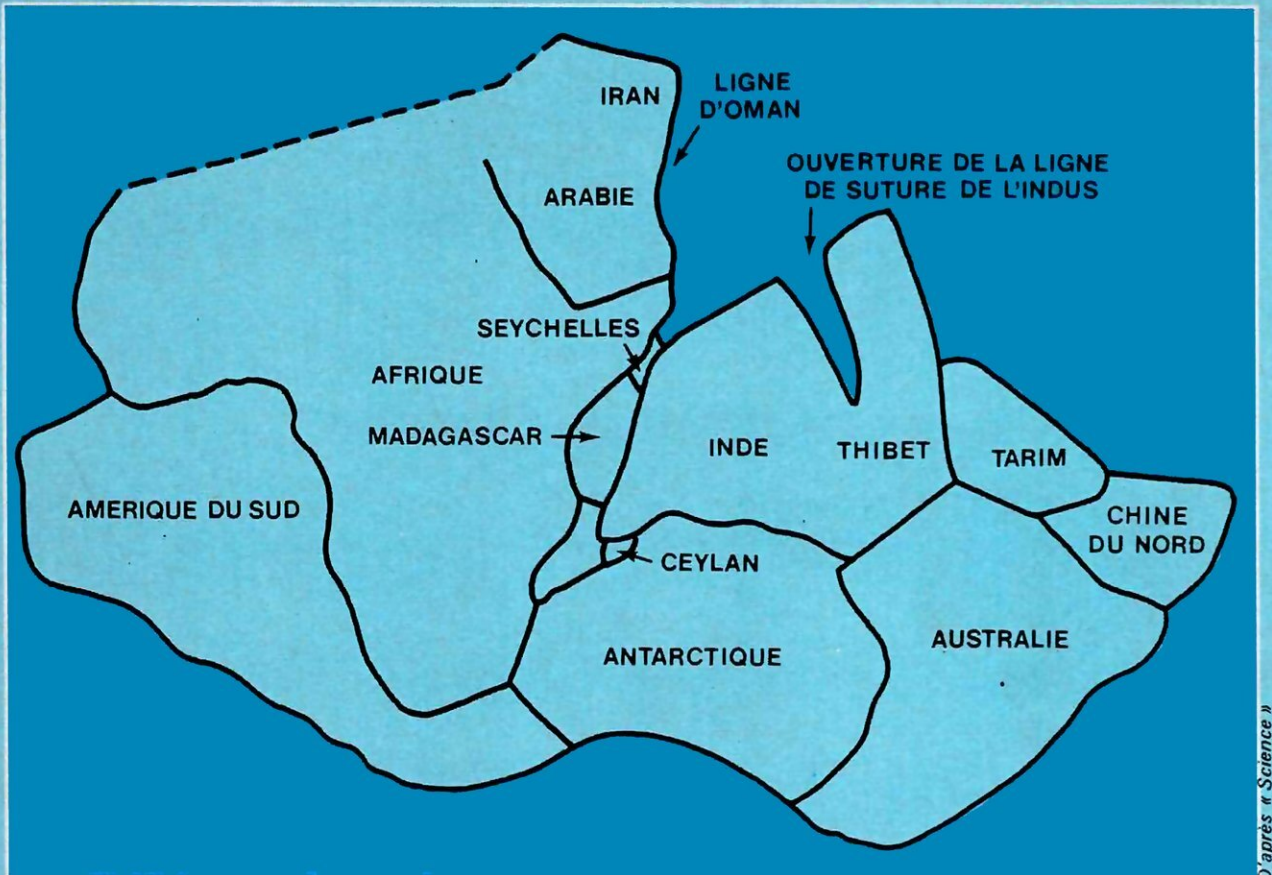 IRAN
LIGNE
D'OMAN
OUVERTURE DE LA LIGNE
DE SUTURE DE L'INDUS
ARABIE
SEYCHELLES
AFRIQUE
MADAGASCAR
INDE
THIBET
TARIM
AMERIQUE DU SUD
CHINE
DU NORD
CEYLAN
ANTARCTIQUE
AUSTRALIE
D'après « Science »